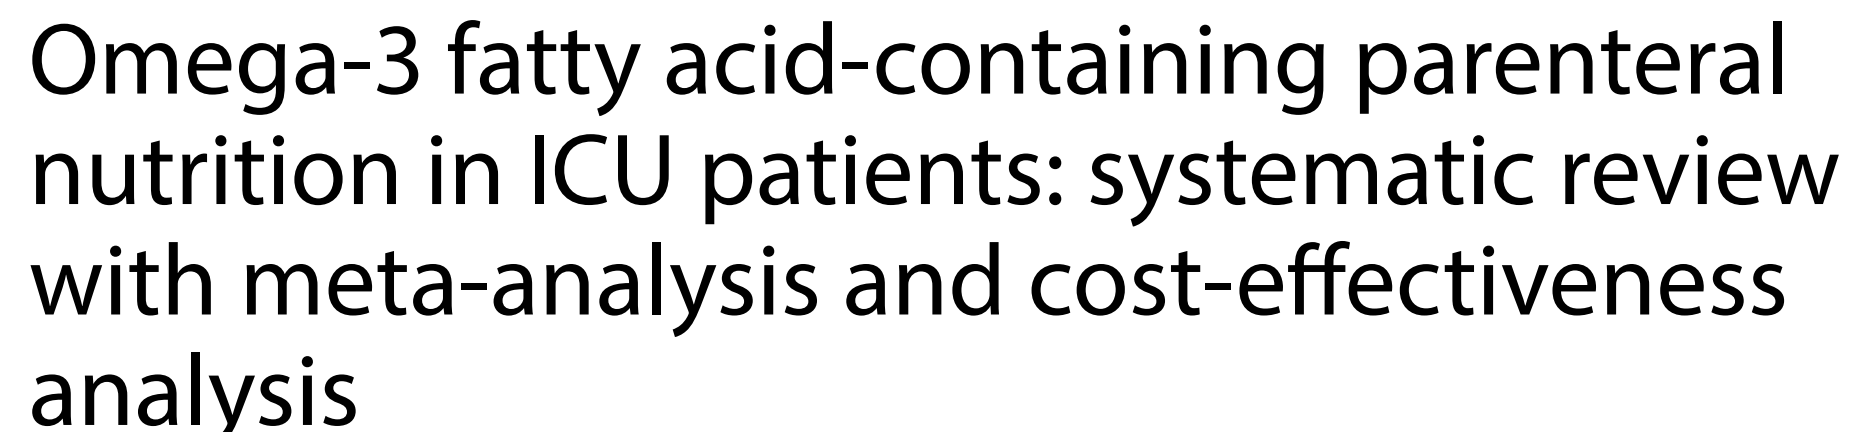 Omega-3 fatty acid-containing parenteral
nutrition in ICU patients: systematic review
with meta-analysis and cost-effectiveness
analysis